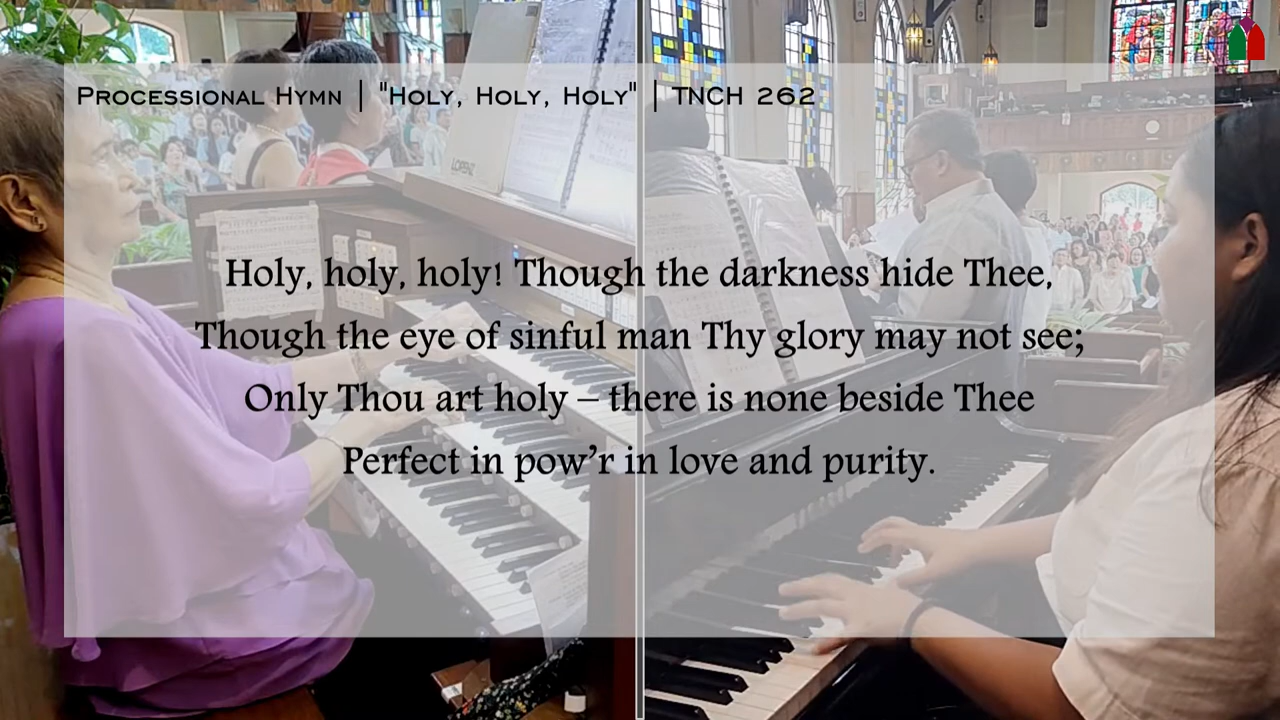 Processional Hymn | "Holy, Holy, Holy" | TNCH 262
LORENZ
Holy, holy, holy! Though the darkness hide Thee,
Though the eye of sinful man Thy glory may not see;
Only Thou art holy – there is none beside Thee
Perfect in pow’r in love and purity.